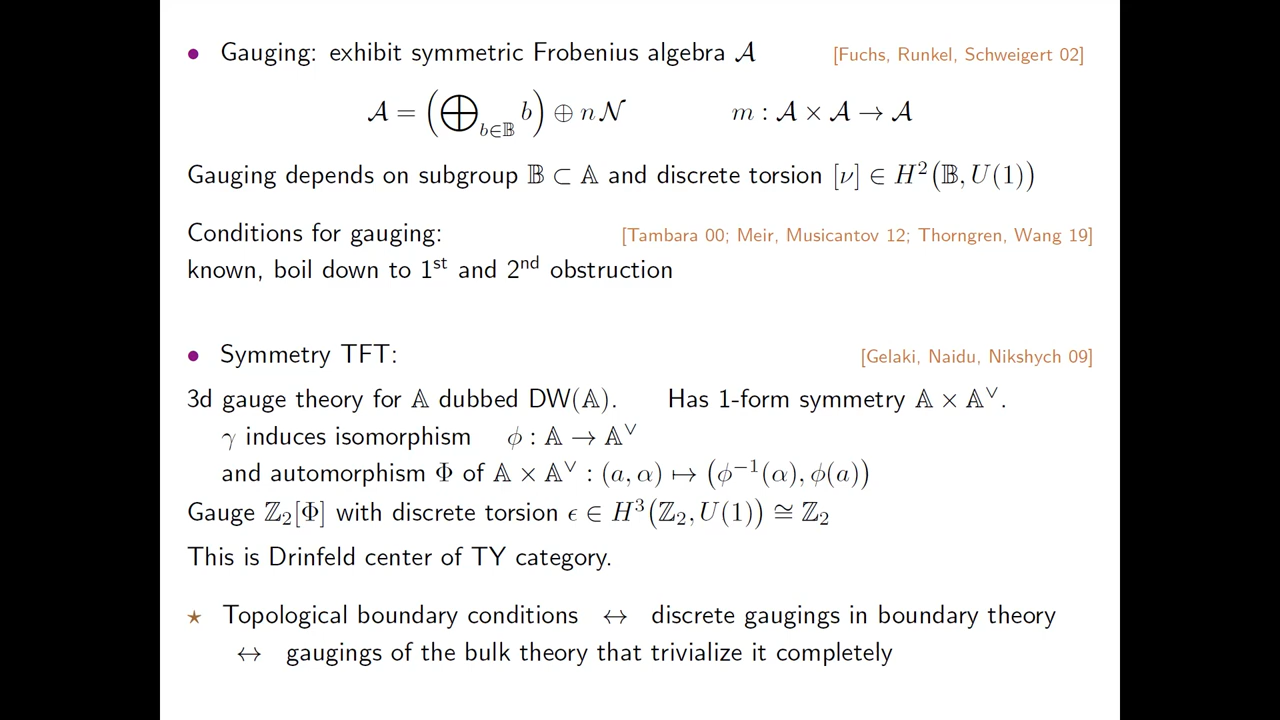 • Gauging: exhibit symmetric Frobenius algebra 𝒜 [Fuchs, Runkel, Schweigert 02]
𝒜 = (⨁_{b∈𝔹} b) ⊕ n 𝒩 m : 𝒜 × 𝒜 → 𝒜
Gauging depends on subgroup 𝔹 ⊂ 𝔸 and discrete torsion [ν] ∈ H²(𝔹, U(1))
Conditions for gauging: [Tambara 00; Meir, Musicantov 12; Thorngren, Wang 19]
known, boil down to 1st and 2nd obstruction
• Symmetry TFT: [Gelaki, Naidu, Nikshych 09]
3d gauge theory for 𝔸 dubbed DW(𝔸). Has 1-form symmetry 𝔸 × 𝔸^∨.
γ induces isomorphism ϕ : 𝔸 → 𝔸^∨
and automorphism Φ of 𝔸 × 𝔸^∨ : (a, α) ↦ (ϕ⁻¹(α), ϕ(a))
Gauge ℤ₂[Φ] with discrete torsion ϵ ∈ H³(ℤ₂, U(1)) ≅ ℤ₂
This is Drinfeld center of TY category.
⋆ Topological boundary conditions ↔ discrete gaugings in boundary theory
↔ gaugings of the bulk theory that trivialize it completely